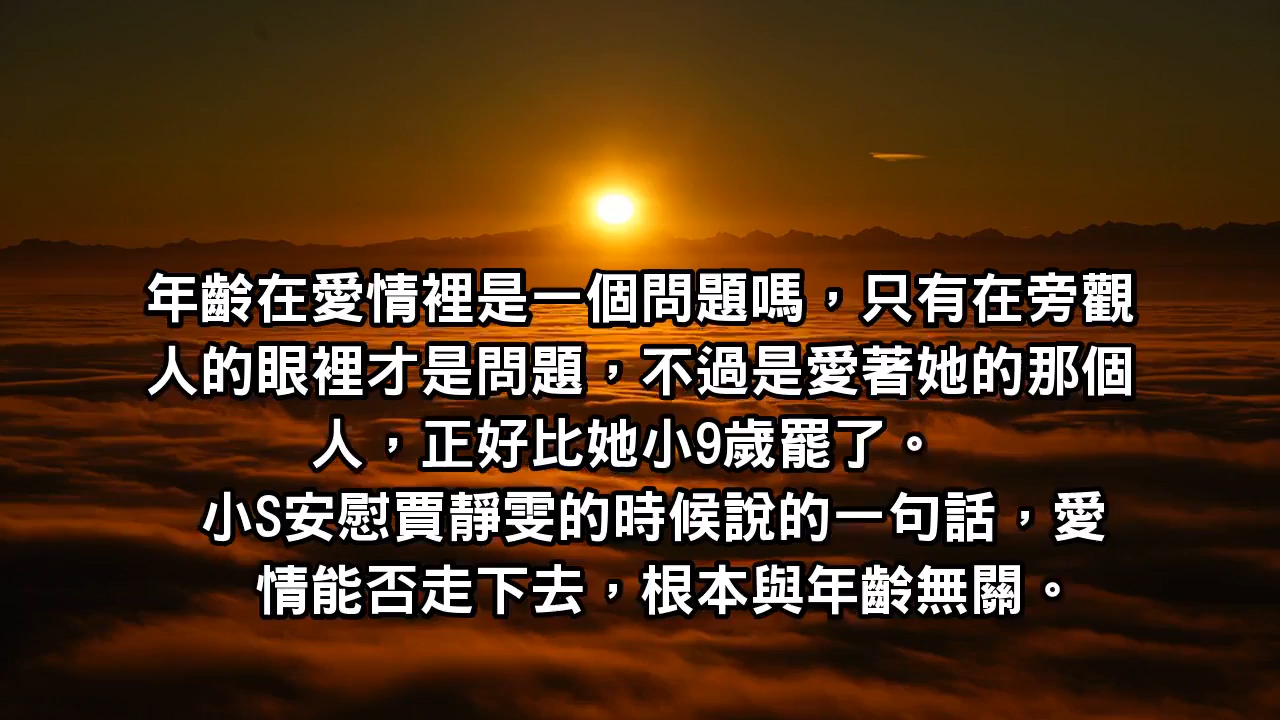 年齡在愛情裡是一個問題嗎，只有在旁觀
人的眼裡才是問題，不過是愛著她的那個
人，正好比她小9歲罷了。
小S安慰賈靜雯的時候說的一句話，愛
情能否走下去，根本與年齡無關。